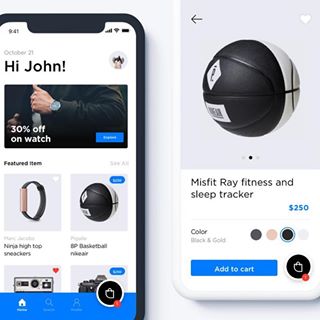 9:41
October 21
Hi John!
30% off
on watch
Explore
Featured Item
See All
$250
Marc Jacobs
Ninja high top
sneakers
Pigalle
BP Basketball
nikeair
$250
Home
Search
Profile
Misfit Ray fitness and
sleep tracker
$250
Color
Black & Gold
Add to cart